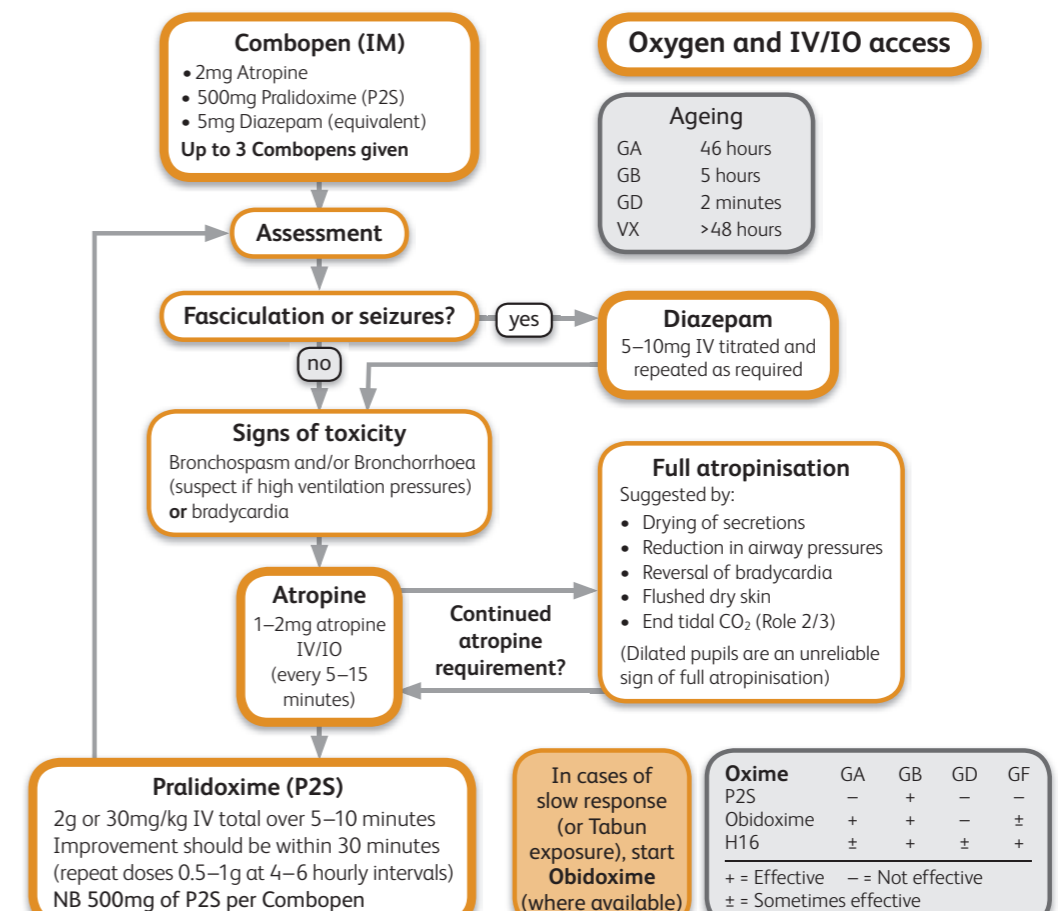 Combopen (IM)
• 2mg Atropine
• 500mg Pralidoxime (P2S)
• 5mg Diazepam (equivalent)
Up to 3 Combopens given
Oxygen and IV/IO access
Ageing
GA 46 hours
GB 5 hours
GD 2 minutes
VX >48 hours
Assessment
Fasciculation or seizures?
yes
no
Diazepam
5–10mg IV titrated and
repeated as required
Signs of toxicity
Bronchospasm and/or Bronchorrhoea
(suspect if high ventilation pressures)
or bradycardia
Atropine
1–2mg atropine
IV/IO
(every 5–15
minutes)
Continued
atropine
requirement?
Full atropinisation
Suggested by:
• Drying of secretions
• Reduction in airway pressures
• Reversal of bradycardia
• Flushed dry skin
• End tidal CO₂ (Role 2/3)
(Dilated pupils are an unreliable
sign of full atropinisation)
Pralidoxime (P2S)
2g or 30mg/kg IV total over 5–10 minutes
Improvement should be within 30 minutes
(repeat doses 0.5–1g at 4–6 hourly intervals)
NB 500mg of P2S per Combopen
In cases of
slow response
(or Tabun
exposure), start
Obidoxime
(where available)
Oxime GA GB GD GF
P2S – + – –
Obidoxime + + – ±
H16 ± + ± +
+ = Effective – = Not effective
± = Sometimes effective